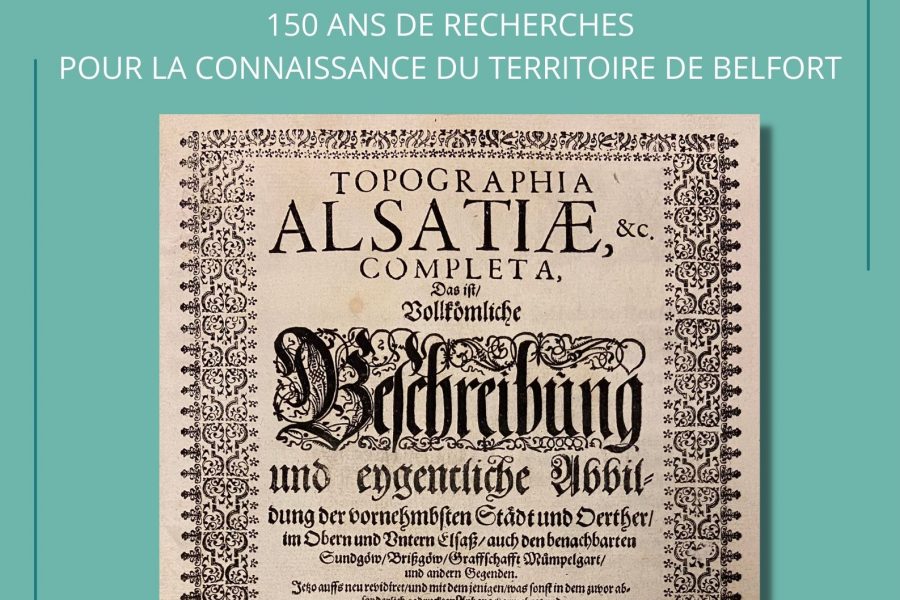 150 ANS DE RECHERCHES
POUR LA CONNAISSANCE DU TERRITOIRE DE BELFORT
TOPOGRAPHIA
ALSATIÆ, &c.
COMPLETA,
Das ist/
Vollkömliche
Beschreibung
und eygentliche Abbil-
dung der vornehmbsten Städt und Oerther/
im Obern und Untern Elsaß/ auch den benachbarten
Sundgöw/ Brißgöw/ Graffschafft Mümpelgart/
und andern Gegenden.
Jetzo auffs neu revidiret/ und mit dem jenigen/ was sonst in dem zuvor ab-